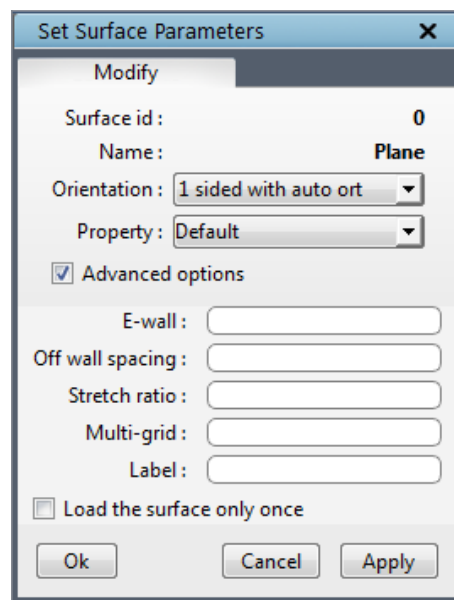 Set Surface Parameters
Modify
Surface id : 0
Name : Plane
Orientation : 1 sided with auto ort
Property : Default
Advanced options
E-wall :
Off wall spacing :
Stretch ratio :
Multi-grid :
Label :
Load the surface only once
Ok Cancel Apply